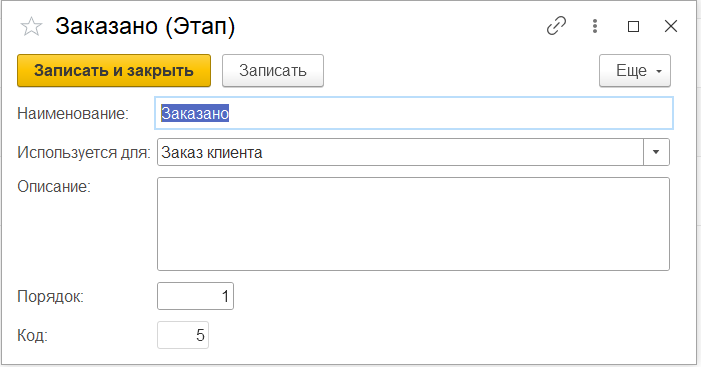 Заказано (Этап)
Записать и закрыть Записать Еще
Наименование: Заказано
Используется для: Заказ клиента
Описание:
Порядок: 1
Код: 5